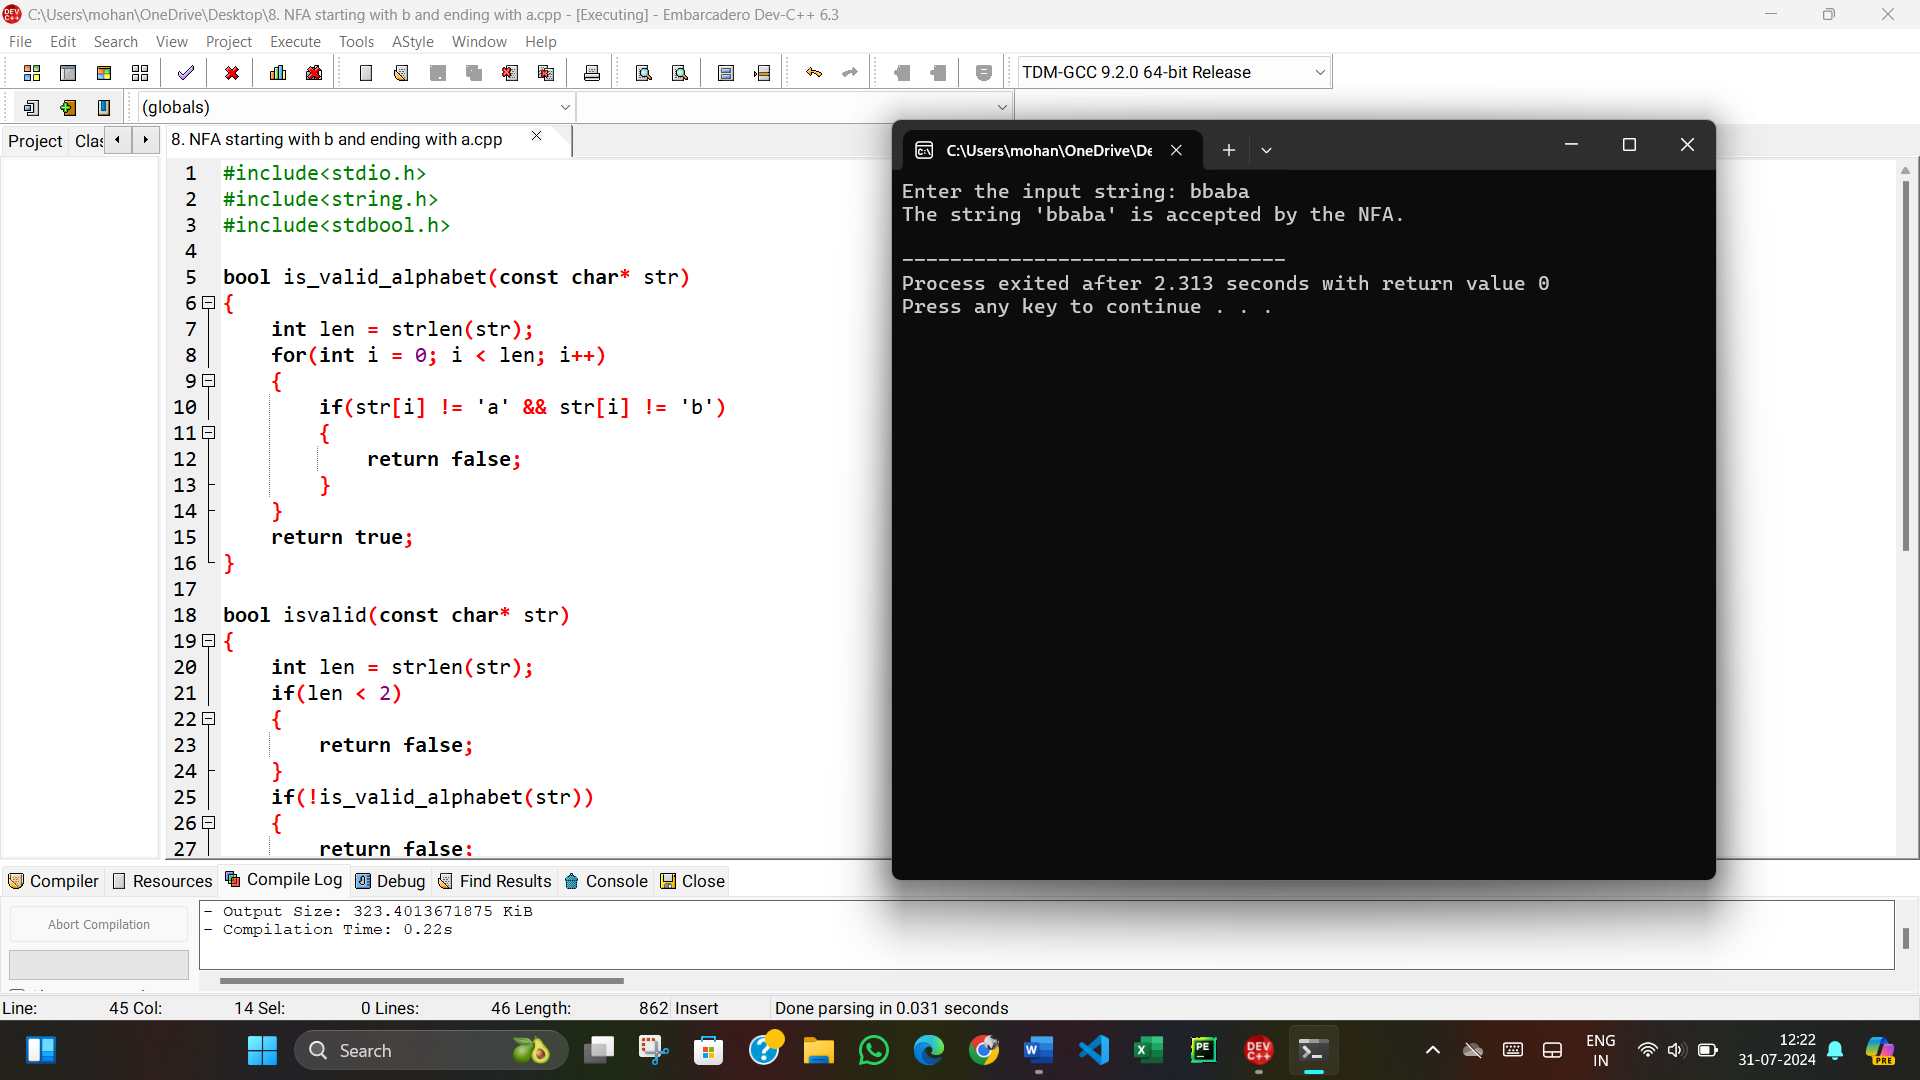 C:\Users\mohan\OneDrive\Desktop\8. NFA starting with b and ending with a.cpp - [Executing] - Embarcadero Dev-C++ 6.3
File Edit Search View Project Execute Tools AStyle Window Help
TDM-GCC 9.2.0 64-bit Release
(globals)
Project Clas
8. NFA starting with b and ending with a.cpp
1 #include<stdio.h>
2 #include<string.h>
3 #include<stdbool.h>
4
5 bool is_valid_alphabet(const char* str)
6 {
7 int len = strlen(str);
8 for(int i = 0; i < len; i++)
9 {
10 if(str[i] != 'a' && str[i] != 'b')
11 {
12 return false;
13 }
14 }
15 return true;
16 }
17
18 bool isvalid(const char* str)
19 {
20 int len = strlen(str);
21 if(len < 2)
22 {
23 return false;
24 }
25 if(!is_valid_alphabet(str))
26 {
27 return false;
C:\Users\mohan\OneDrive\De
Enter the input string: bbaba
The string 'bbaba' is accepted by the NFA.
--------------------------------
Process exited after 2.313 seconds with return value 0
Press any key to continue . . .
Compiler Resources Compile Log Debug Find Results Console Close
Abort Compilation
- Output Size: 323.4013671875 KiB
- Compilation Time: 0.22s
Line: 45 Col: 14 Sel: 0 Lines: 46 Length: 862 Insert Done parsing in 0.031 seconds
Search
ENG
IN
12:22
31-07-2024